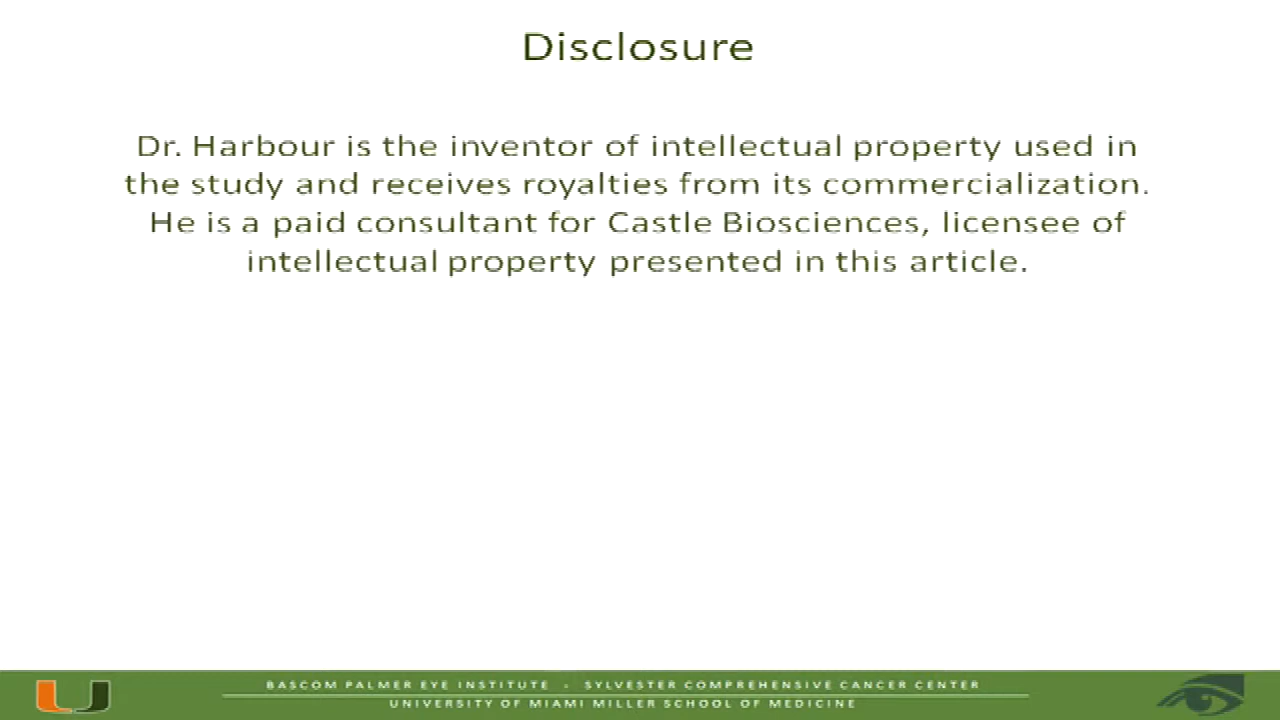 Disclosure
Dr. Harbour is the inventor of intellectual property used in
the study and receives royalties from its commercialization.
He is a paid consultant for Castle Biosciences, licensee of
intellectual property presented in this article.
BASCOM PALMER EYE INSTITUTE - SYLVESTER COMPREHENSIVE CANCER CENTER
UNIVERSITY OF MIAMI MILLER SCHOOL OF MEDICINE